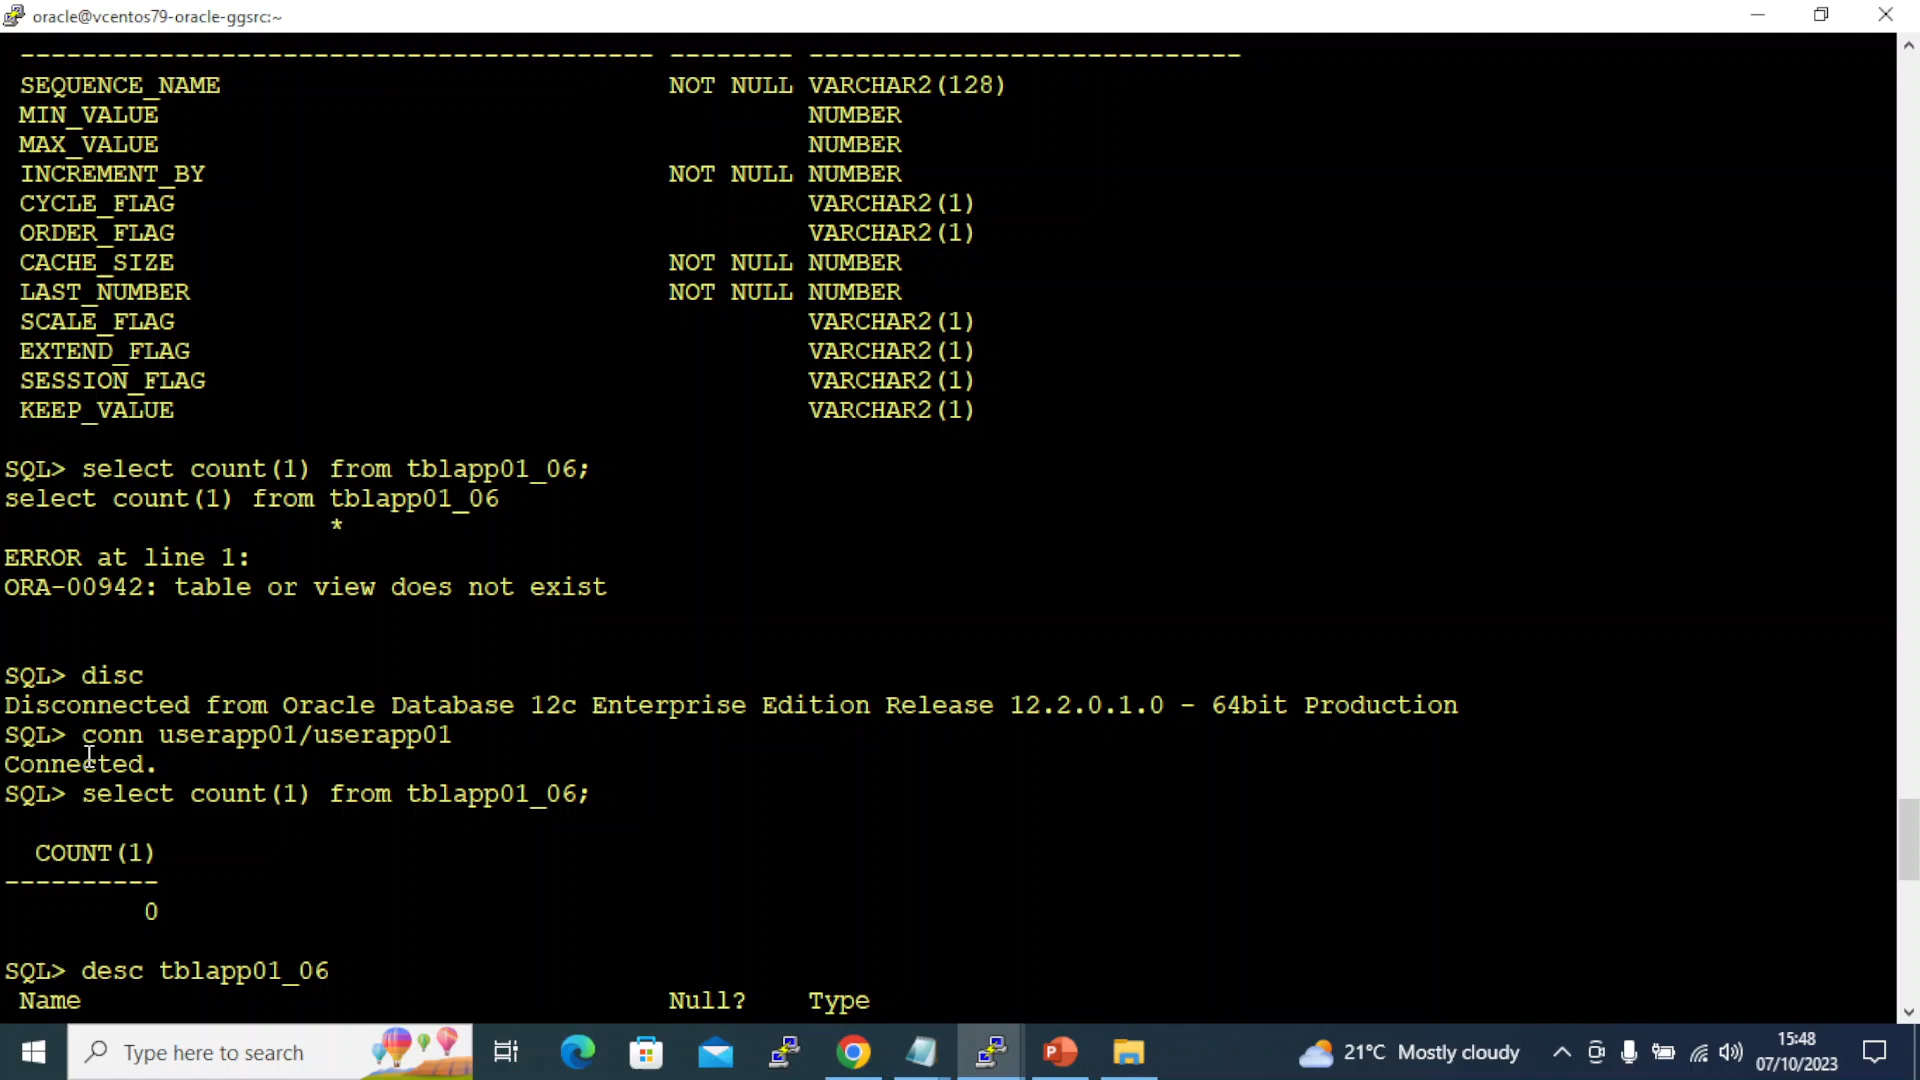 oracle@vcentos79-oracle-ggsrc:~
----------------------------------------- -------- ----------------------------
SEQUENCE_NAME NOT NULL VARCHAR2(128)
MIN_VALUE NUMBER
MAX_VALUE NUMBER
INCREMENT_BY NOT NULL NUMBER
CYCLE_FLAG VARCHAR2(1)
ORDER_FLAG VARCHAR2(1)
CACHE_SIZE NOT NULL NUMBER
LAST_NUMBER NOT NULL NUMBER
SCALE_FLAG VARCHAR2(1)
EXTEND_FLAG VARCHAR2(1)
SESSION_FLAG VARCHAR2(1)
KEEP_VALUE VARCHAR2(1)
SQL> select count(1) from tblapp01_06;
select count(1) from tblapp01_06
*
ERROR at line 1:
ORA-00942: table or view does not exist
SQL> disc
Disconnected from Oracle Database 12c Enterprise Edition Release 12.2.0.1.0 - 64bit Production
SQL> conn userapp01/userapp01
Connected.
SQL> select count(1) from tblapp01_06;
COUNT(1)
----------
0
SQL> desc tblapp01_06
Name Null? Type
Type here to search
21°C Mostly cloudy
15:48
07/10/2023